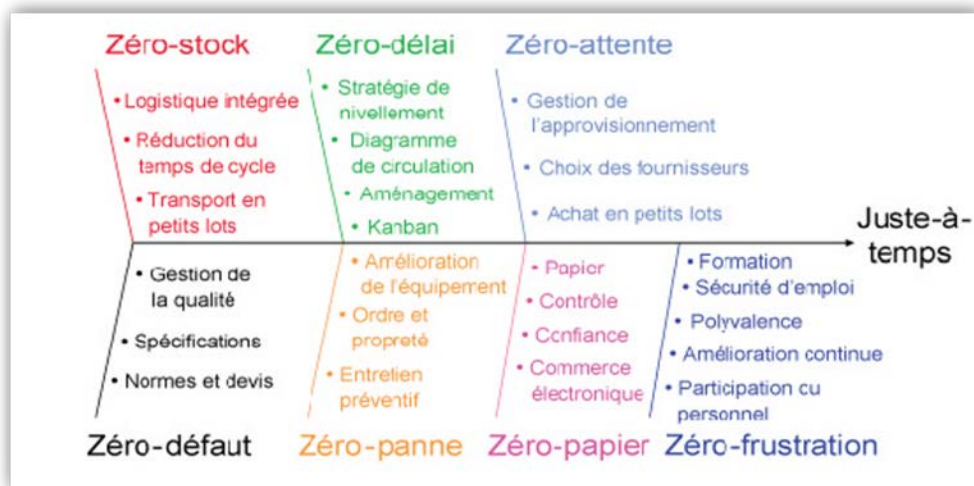 Zéro-stock
• Logistique intégrée
• Réduction du
temps de cycle
• Transport en
petits lots
Zéro-délai
• Stratégie de
nivellement
• Diagramme
de circulation
• Aménagement
• Kanban
Zéro-attente
• Gestion de
l'approvisionnement
• Choix des fournisseurs
• Achat en petits lots
Juste-à-
temps
• Gestion de
la qualité
• Spécifications
• Normes et devis
Zéro-défaut
• Amélioration
de l'équipement
• Ordre et
propreté
• Entretien
préventif
Zéro-panne
• Papier
• Contrôle
• Confiance
• Commerce
électronique
Zéro-papier
• Formation
• Sécurité d'emploi
• Polyvalence
• Amélioration continue
• Participation du
personnel
Zéro-frustration